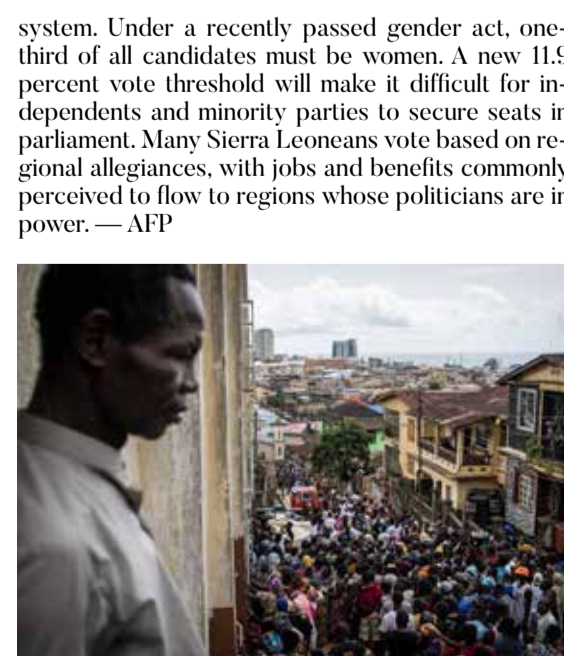 system. Under a recently passed gender act, one-
third of all candidates must be women. A new 11.9
percent vote threshold will make it difficult for in-
dependents and minority parties to secure seats in
parliament. Many Sierra Leoneans vote based on re-
gional allegiances, with jobs and benefits commonly
perceived to flow to regions whose politicians are in
power. — AFP